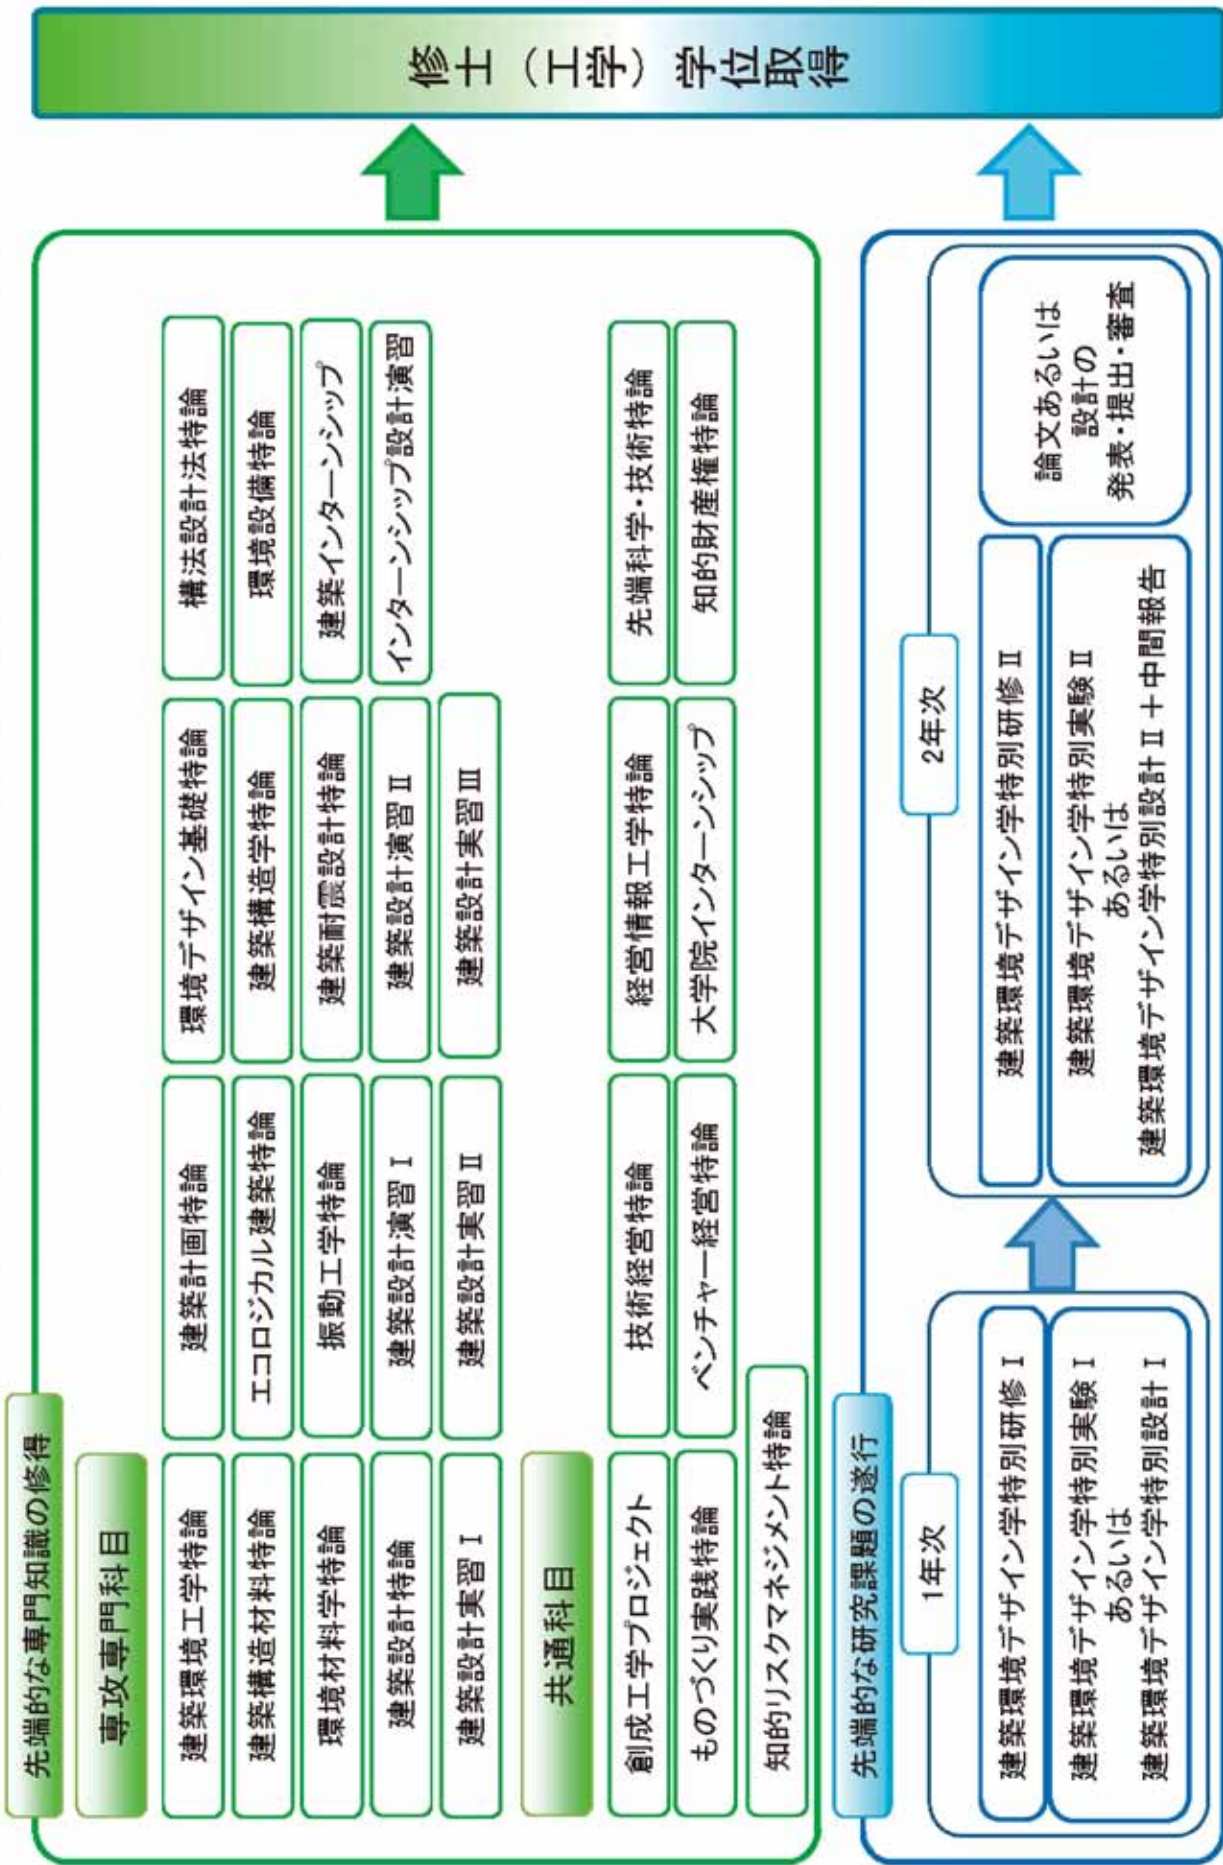 先端的な専門知識の修得
専攻専門科目
建築環境工学特論
建築計画特論
環境デザイン基礎特論
構法設計法特論
建築構造材料特論
エコロジカル建築特論
建築構造学特論
環境設備特論
環境材料学特論
振動工学特論
建築耐震設計特論
建築インターンシップ
建築設計特論
建築設計演習Ⅰ
建築設計演習Ⅱ
インターンシップ設計演習
建築設計実習Ⅰ
建築設計実習Ⅱ
建築設計実習Ⅲ
共通科目
創成工学プロジェクト
技術経営特論
経営情報工学特論
先端科学・技術特論
ものづくり実践特論
ベンチャー経営特論
大学院インターンシップ
知的財産権特論
知的リスクマネジメント特論
先端的な研究課題の遂行
1年次
建築環境デザイン学特別研修Ⅰ
建築環境デザイン学特別実験Ⅰ
あるいは
建築環境デザイン学特別設計Ⅰ
2年次
建築環境デザイン学特別研修Ⅱ
建築環境デザイン学特別実験Ⅱ
あるいは
建築環境デザイン学特別設計Ⅱ＋中間報告
論文あるいは
設計の
発表・提出・審査
修士（工学）学位取得